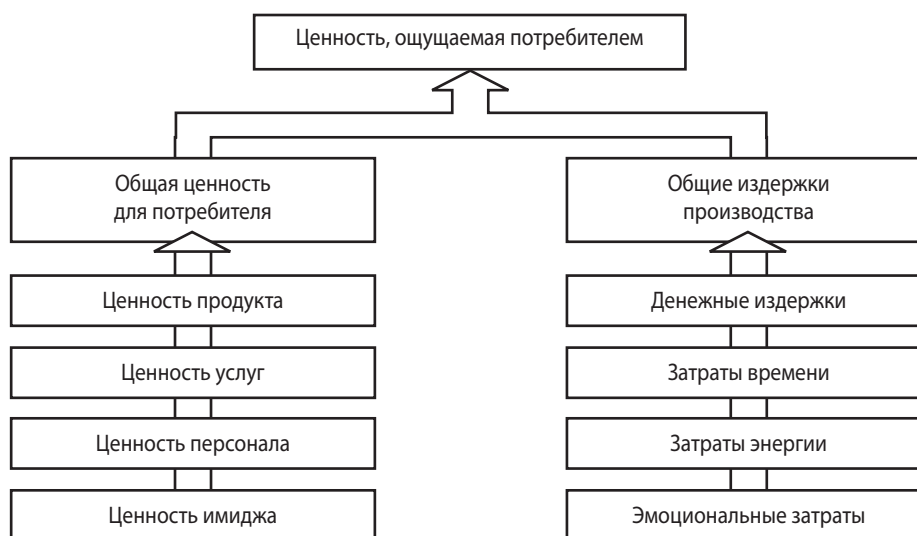 Ценность, ощущаемая потребителем
Общая ценность
для потребителя
Общие издержки
производства
Ценность продукта
Денежные издержки
Ценность услуг
Затраты времени
Ценность персонала
Затраты энергии
Ценность имиджа
Эмоциональные затраты